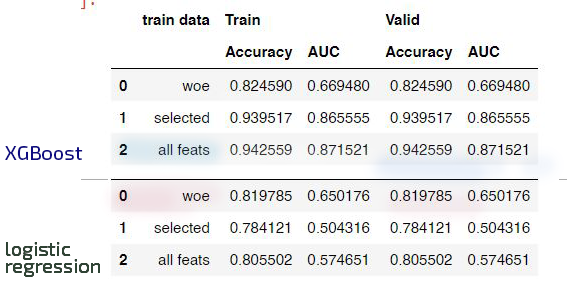 ].
train data Train Valid
Accuracy AUC Accuracy AUC
0 woe 0.824590 0.669480 0.824590 0.669480
1 selected 0.939517 0.865555 0.939517 0.865555
XGBoost 2 all feats 0.942559 0.871521 0.942559 0.871521
0 woe 0.819785 0.650176 0.819785 0.650176
1 selected 0.784121 0.504316 0.784121 0.504316
logistic
regression 2 all feats 0.805502 0.574651 0.805502 0.574651